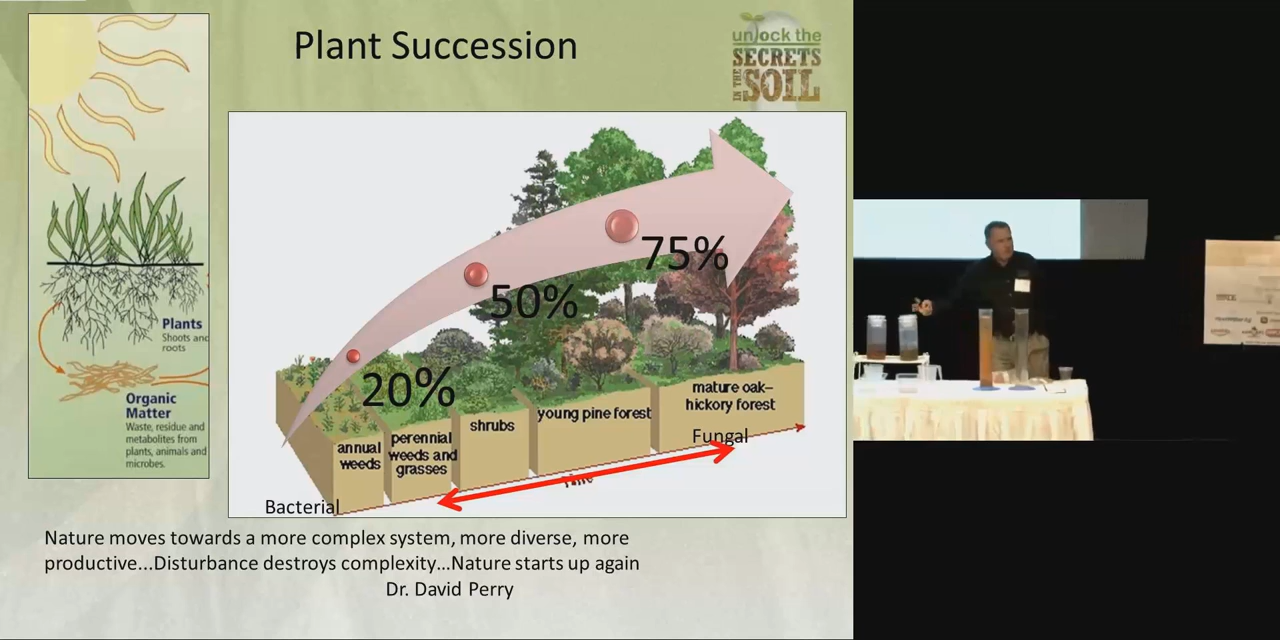 Plant Succession
unlock the
SECRETS
IN THE
SOIL
Plants
Shoots and
roots
Organic
Matter
Waste, residue and
metabolites from
plants, animals and
microbes.
75%
50%
20%
annual
weeds
perennial
weeds and
grasses
shrubs
young pine forest
mature oak–
hickory forest
Fungal
Bacterial
Nature moves towards a more complex system, more diverse, more
productive...Disturbance destroys complexity...Nature starts up again
Dr. David Perry